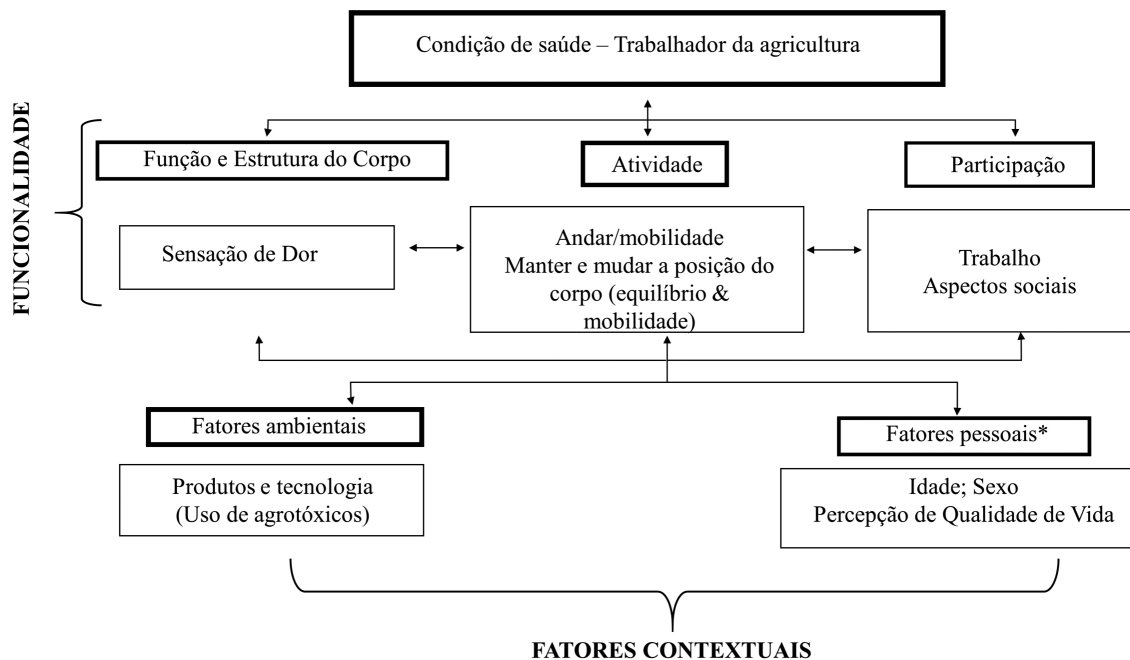 Condição de saúde – Trabalhador da agricultura
FUNCIONALIDADE
Função e Estrutura do Corpo
Atividade
Participação
Sensação de Dor
Andar/mobilidade
Manter e mudar a posição do
corpo (equilíbrio &
mobilidade)
Trabalho
Aspectos sociais
Fatores ambientais
Fatores pessoais*
Produtos e tecnologia
(Uso de agrotóxicos)
Idade; Sexo
Percepção de Qualidade de Vida
FATORES CONTEXTUAIS